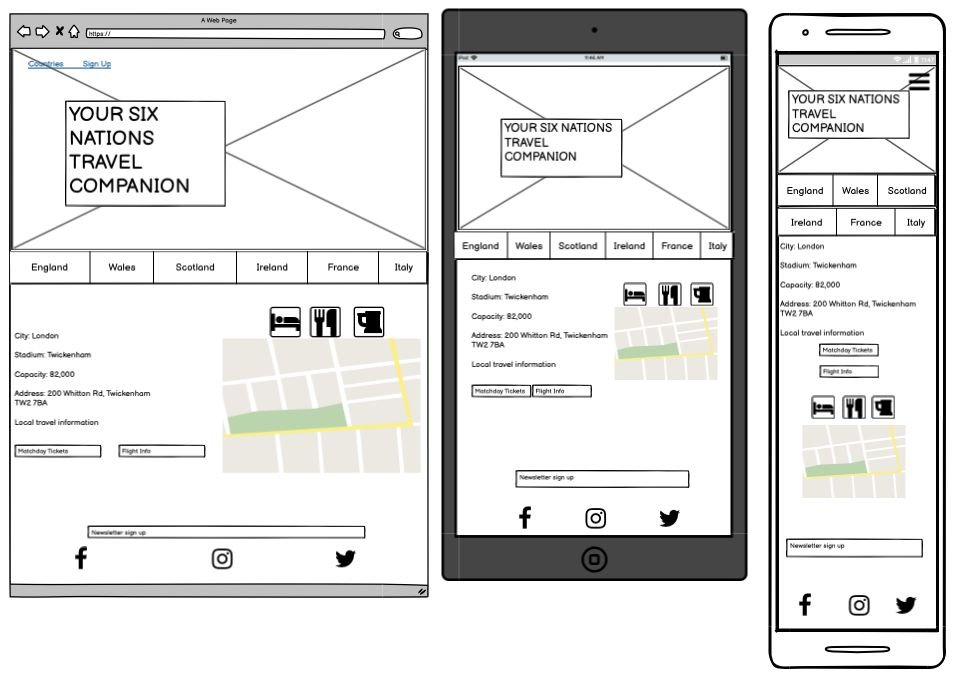 A Web Page
https://
Countries Sign Up
YOUR SIX
NATIONS
TRAVEL
COMPANION
England Wales Scotland Ireland France Italy
City: London
Stadium: Twickenham
Capacity: 82,000
Address: 200 Whitton Rd, Twickenham
TW2 7BA
Local travel information
Matchday Tickets Flight Info
Newsletter sign up
iPad 11:46 AM
YOUR SIX NATIONS
TRAVEL
COMPANION
England Wales Scotland Ireland France Italy
City: London
Stadium: Twickenham
Capacity: 82,000
Address: 200 Whitton Rd, Twickenham
TW2 7BA
Local travel information
Matchday Tickets Flight Info
Newsletter sign up
YOUR SIX NATIONS
TRAVEL
COMPANION
England Wales Scotland
Ireland France Italy
City: London
Stadium: Twickenham
Capacity: 82,000
Address: 200 Whitton Rd, Twickenham
TW2 7BA
Local travel information
Matchday Tickets
Flight Info
Newsletter sign up